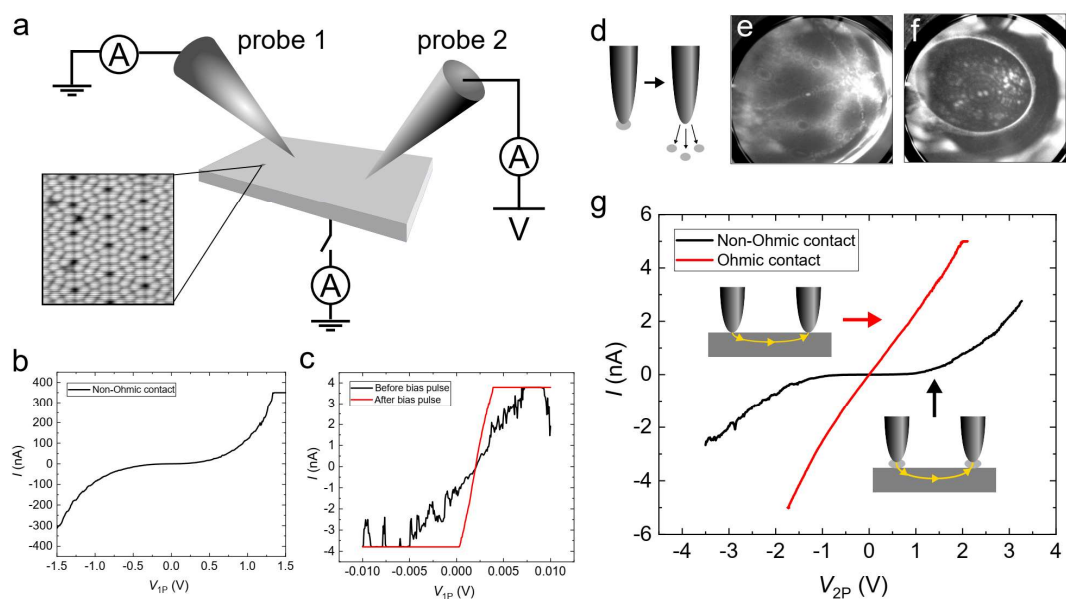 a
probe 1
probe 2
A
A
V
A
d
e
f
b
Non-Ohmic contact
I (nA)
400
300
200
100
0
-100
-200
-300
-400
-1.5
-1.0
-0.5
0.0
0.5
1.0
1.5
V1P (V)
c
Before bias pulse
After bias pulse
I (nA)
4
3
2
1
0
-1
-2
-3
-4
-0.010
-0.005
0.000
0.005
0.010
V1P (V)
g
Non-Ohmic contact
Ohmic contact
I (nA)
6
4
2
0
-2
-4
-6
-4
-3
-2
-1
0
1
2
3
4
V2P (V)